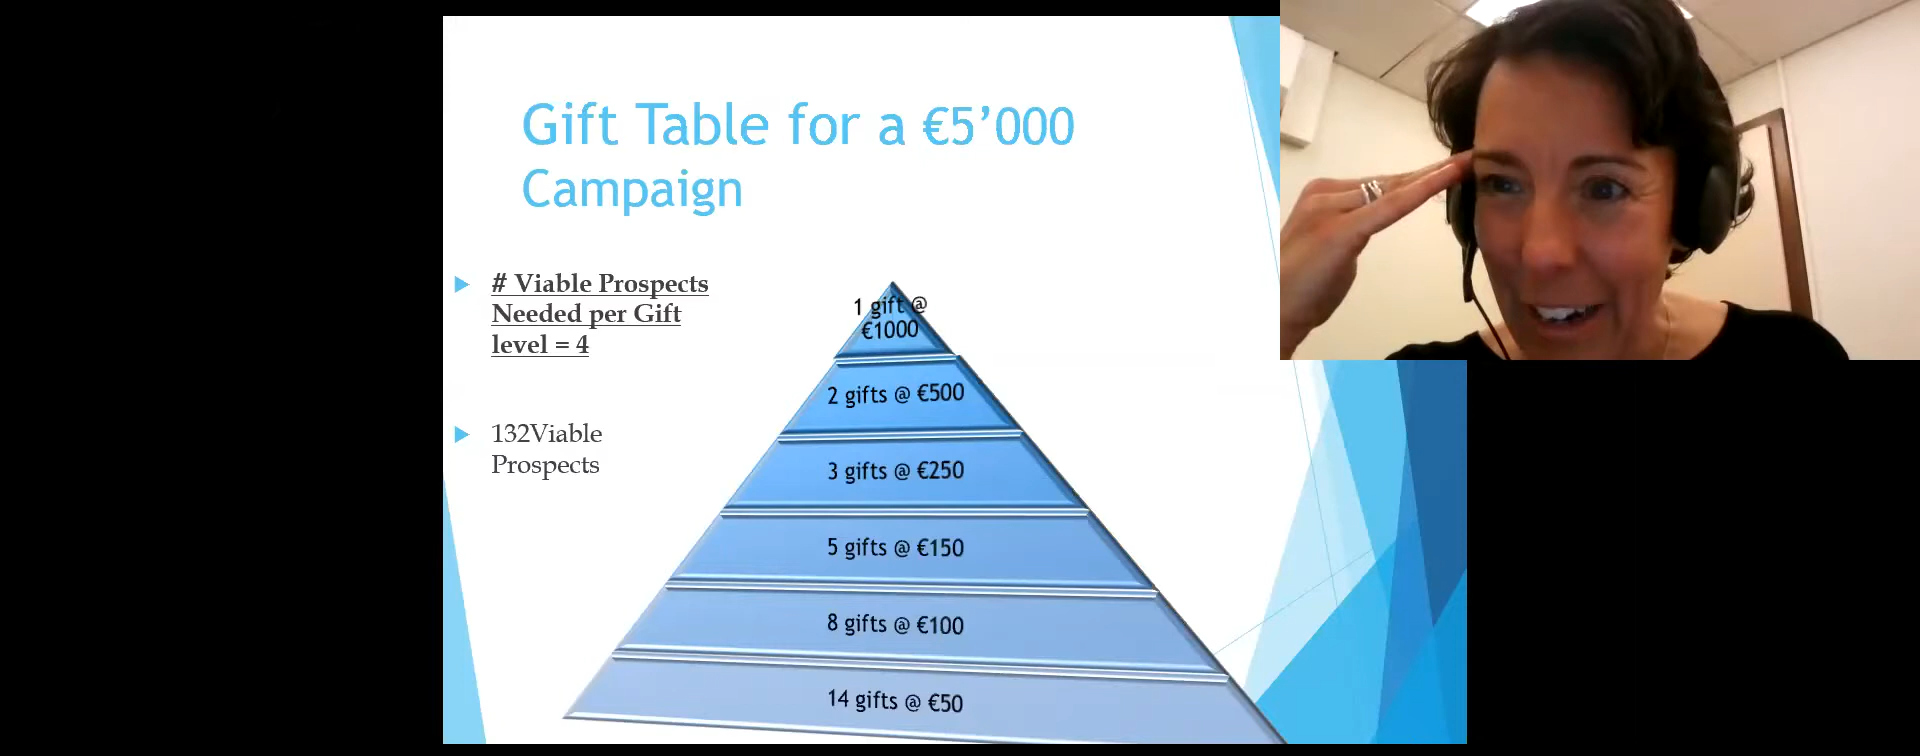 Gift Table for a €5’000
Campaign
# Viable Prospects
Needed per Gift
level = 4
132Viable
Prospects
1 gift @
€1000
2 gifts @ €500
3 gifts @ €250
5 gifts @ €150
8 gifts @ €100
14 gifts @ €50